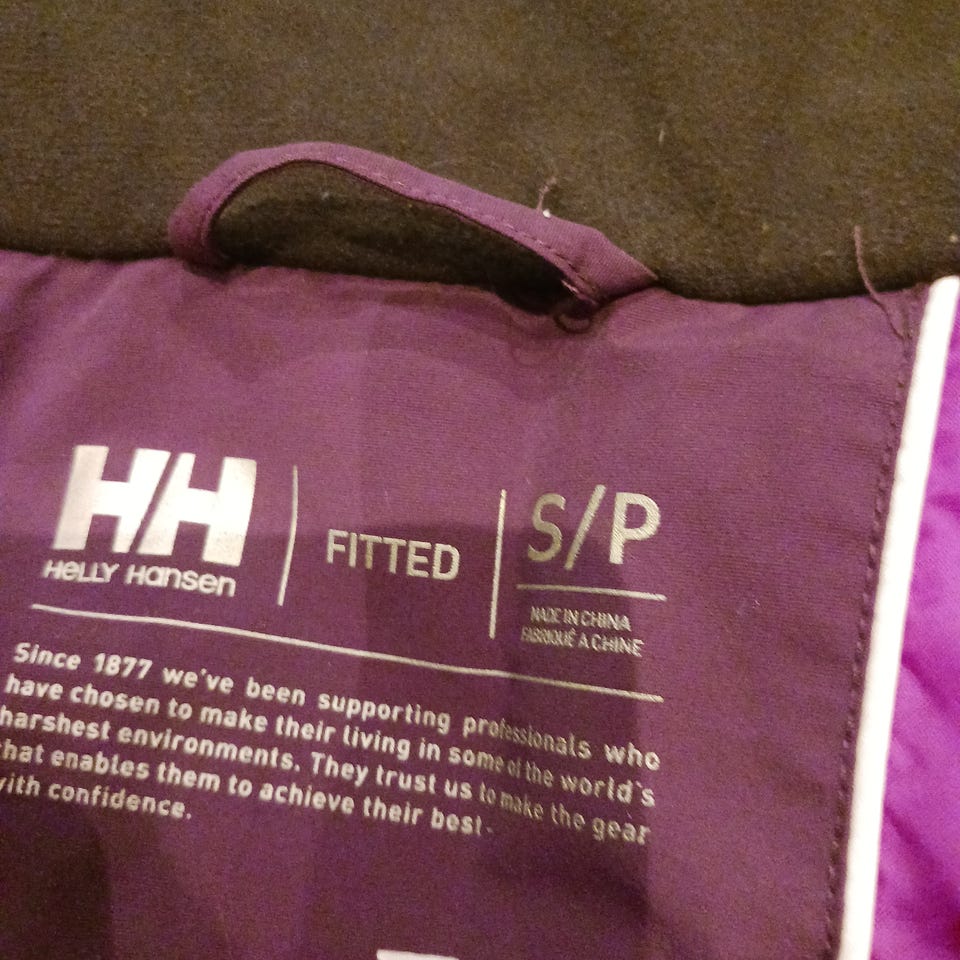 HH
HELLY HANSEN
FITTED
S/P
MADE IN CHINA
FABRIQUÉ A CHINE
Since 1877 we've been supporting professionals who
have chosen to make their living in some of the world's
harshest environments. They trust us to make the gear
that enables them to achieve their best-
with confidence.